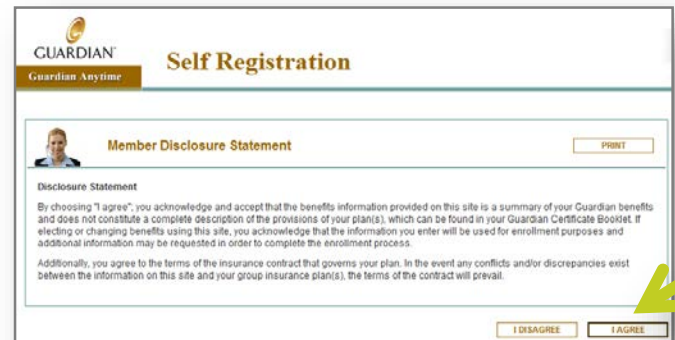 GUARDIAN
Guardian Anytime
Self Registration
Member Disclosure Statement
PRINT
Disclosure Statement
By choosing "I agree", you acknowledge and accept that the benefits information provided on this site is a summary of your Guardian benefits
and does not constitute a complete description of the provisions of your plan(s), which can be found in your Guardian Certificate Booklet. If
electing or changing benefits using this site, you acknowledge that the information you enter will be used for enrollment purposes and
additional information may be requested in order to complete the enrollment process.
Additionally, you agree to the terms of the insurance contract that governs your plan. In the event any conflicts and/or discrepancies exist
between the information on this site and your group insurance plan(s), the terms of the contract will prevail.
I DISAGREE
I AGREE